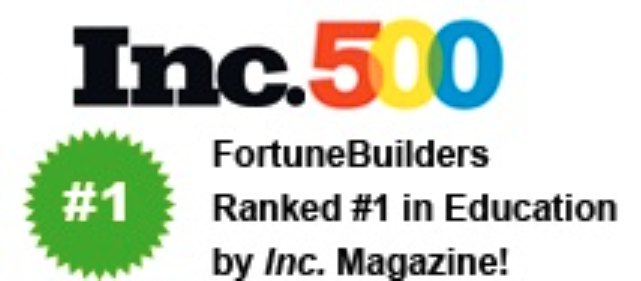 Inc.500
#1
FortuneBuilders
Ranked #1 in Education
by Inc. Magazine!